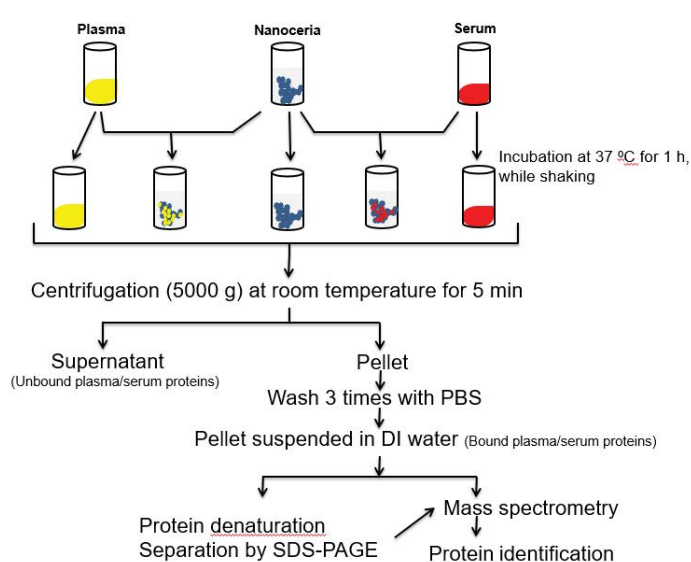 Plasma
Nanoceria
Serum
Incubation at 37 ºC for 1 h,
while shaking
Centrifugation (5000 g) at room temperature for 5 min
Supernatant
(Unbound plasma/serum proteins)
Pellet
Wash 3 times with PBS
Pellet suspended in DI water (Bound plasma/serum proteins)
Protein denaturation
Separation by SDS-PAGE
Mass spectrometry
Protein identification